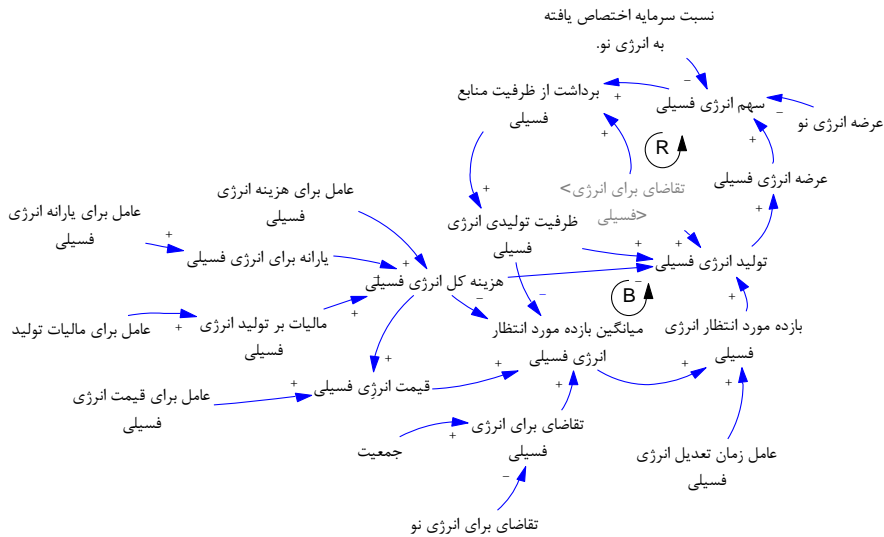 نسبت سرمایه اختصاص یافته
به انرژی نو.
برداشت از ظرفیت منابع
فسیلی
سهم انرژی فسیلی
عرضه انرژی نو
R
<تقاضای برای انرژی
فسیلی>
عرضه انرژی فسیلی
عامل برای هزینه انرژی
فسیلی
عامل برای یارانه انرژی
فسیلی
ظرفیت تولیدی انرژی
فسیلی
یارانه برای انرژی فسیلی
تولید انرژی فسیلی
هزینه کل انرژی فسیلی
B
مالیات بر تولید انرژی
فسیلی
عامل برای مالیات تولید
میانگین بازده مورد انتظار
انرژی فسیلی
بازده مورد انتظار انرژی
فسیلی
قیمت انرژِی فسیلی
عامل برای قیمت انرژی
فسیلی
تقاضای برای انرژی
فسیلی
جمعیت
عامل زمان تعدیل انرژی
فسیلی
تقاضای برای انرژی نو